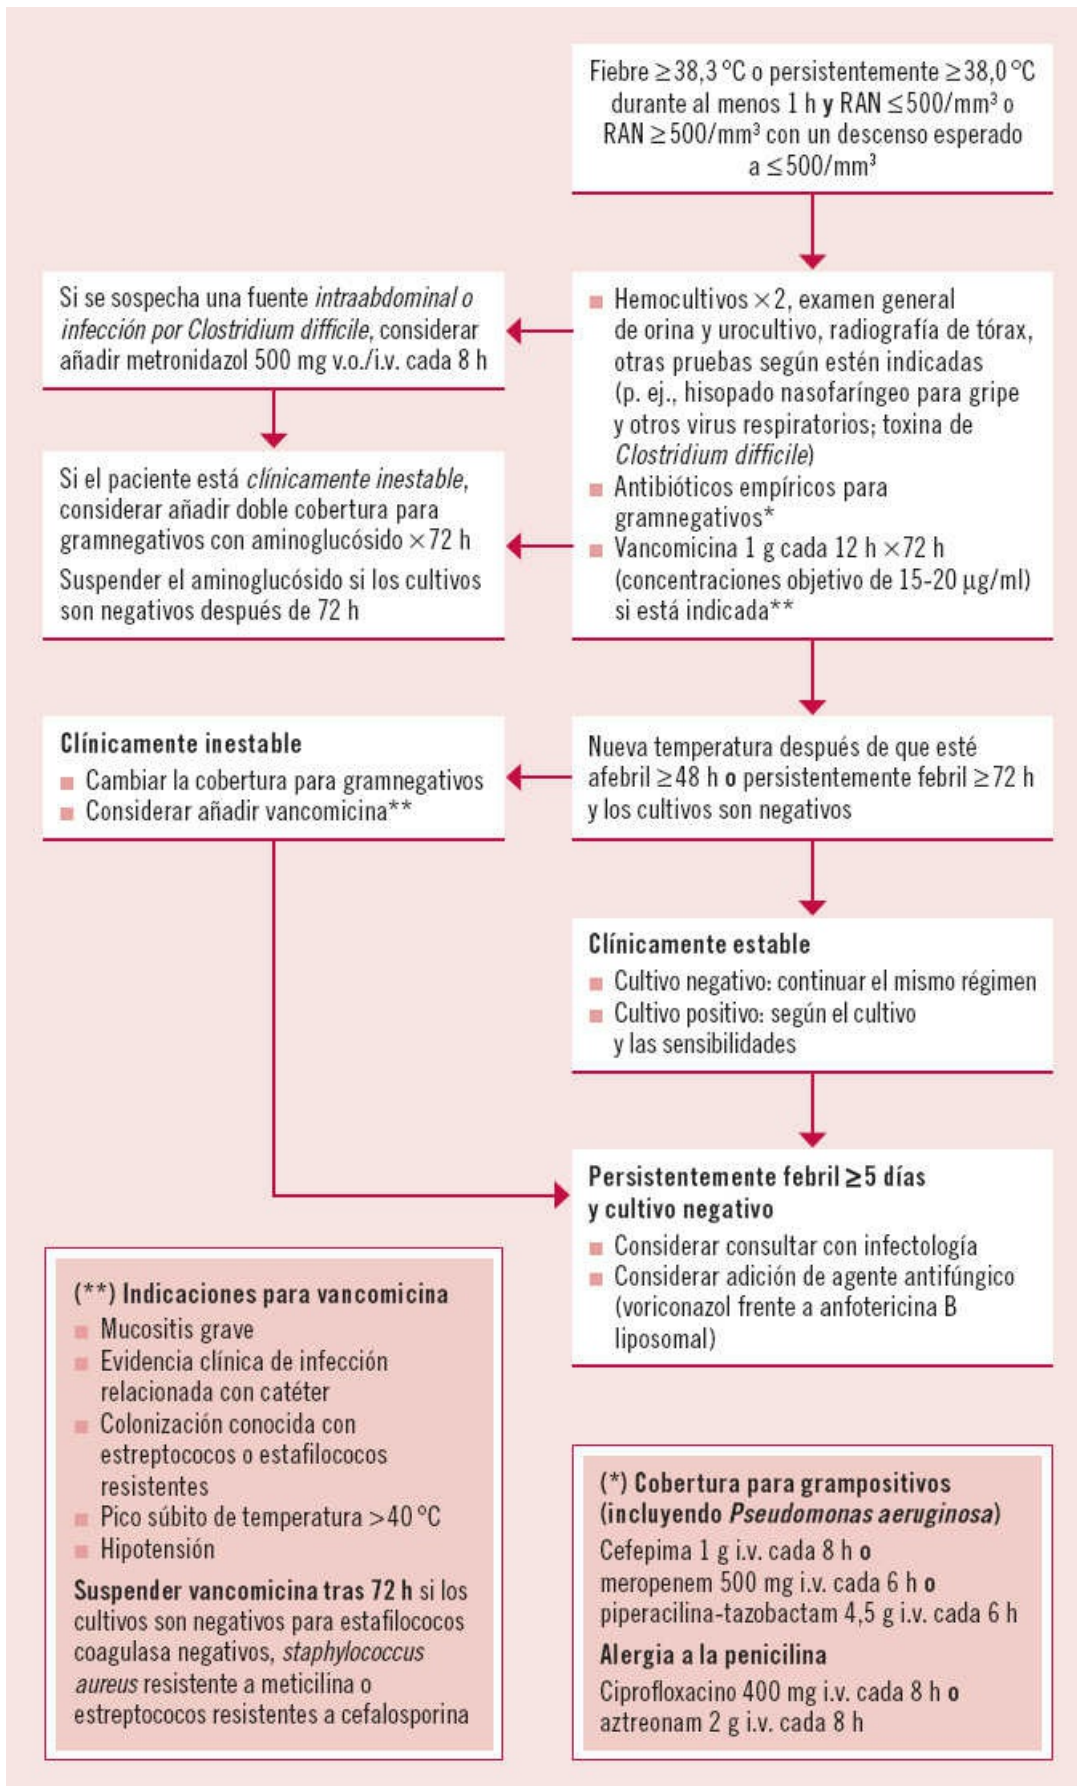 Fiebre ≥38,3 °C o persistentemente ≥38,0 °C
durante al menos 1 h y RAN ≤500/mm³ o
RAN ≥500/mm³ con un descenso esperado
a ≤500/mm³
Si se sospecha una fuente intraabdominal o
infección por Clostridium difficile, considerar
añadir metronidazol 500 mg v.o./i.v. cada 8 h
■ Hemocultivos ×2, examen general
de orina y urocultivo, radiografía de tórax,
otras pruebas según estén indicadas
(p. ej., hisopado nasofaríngeo para gripe
y otros virus respiratorios; toxina de
Clostridium difficile)
■ Antibióticos empíricos para
gramnegativos*
■ Vancomicina 1 g cada 12 h ×72 h
(concentraciones objetivo de 15-20 μg/ml)
si está indicada**
Si el paciente está clínicamente inestable,
considerar añadir doble cobertura para
gramnegativos con aminoglucósido ×72 h
Suspender el aminoglucósido si los cultivos
son negativos después de 72 h
Clínicamente inestable
■ Cambiar la cobertura para gramnegativos
■ Considerar añadir vancomicina**
Nueva temperatura después de que esté
afebril ≥48 h o persistentemente febril ≥72 h
y los cultivos son negativos
Clínicamente estable
■ Cultivo negativo: continuar el mismo régimen
■ Cultivo positivo: según el cultivo
y las sensibilidades
Persistentemente febril ≥5 días
y cultivo negativo
■ Considerar consultar con infectología
■ Considerar adición de agente antifúngico
(voriconazol frente a anfotericina B
liposomal)
(**) Indicaciones para vancomicina
■ Mucositis grave
■ Evidencia clínica de infección
relacionada con catéter
■ Colonización conocida con
estreptococos o estafilococos
resistentes
■ Pico súbito de temperatura >40 °C
■ Hipotensión
Suspender vancomicina tras 72 h si los
cultivos son negativos para estafilococos
coagulasa negativos, staphylococcus
aureus resistente a meticilina o
estreptococos resistentes a cefalosporina
(*) Cobertura para grampositivos
(incluyendo Pseudomonas aeruginosa)
Cefepima 1 g i.v. cada 8 h o
meropenem 500 mg i.v. cada 6 h o
piperacilina-tazobactam 4,5 g i.v. cada 6 h
Alergia a la penicilina
Ciprofloxacino 400 mg i.v. cada 8 h o
aztreonam 2 g i.v. cada 8 h